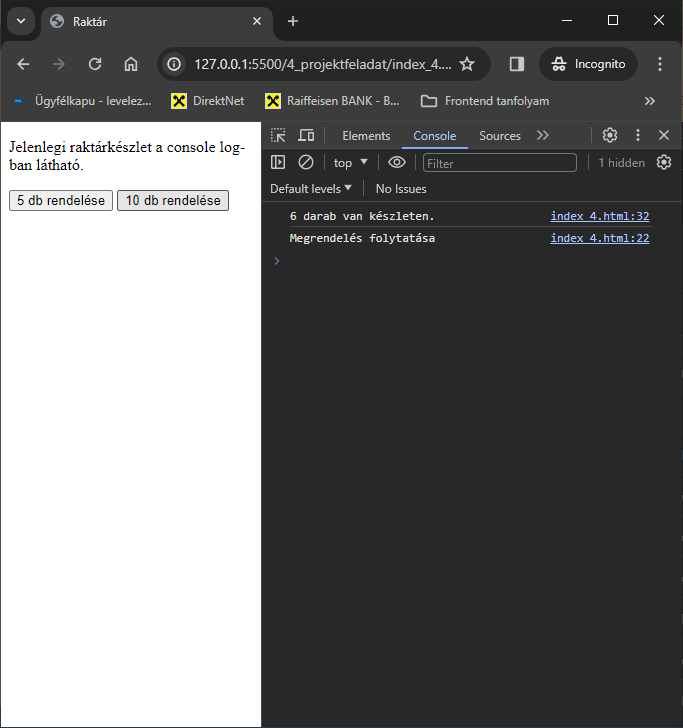 Raktár
127.0.0.1:5500/4_projektfeladat/index_4....
Incognito
Ügyfélkapu - levelez...
DirektNet
Raiffeisen BANK - B...
Frontend tanfolyam
Jelenlegi raktárkészlet a console log-
ban látható.
5 db rendelése
10 db rendelése
Elements
Console
Sources
top
Filter
1 hidden
Default levels
No Issues
6 darab van készleten.
index 4.html:32
Megrendelés folytatása
index 4.html:22